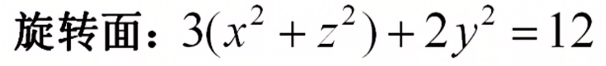 旋转面：3(x² + z²) + 2y² = 12